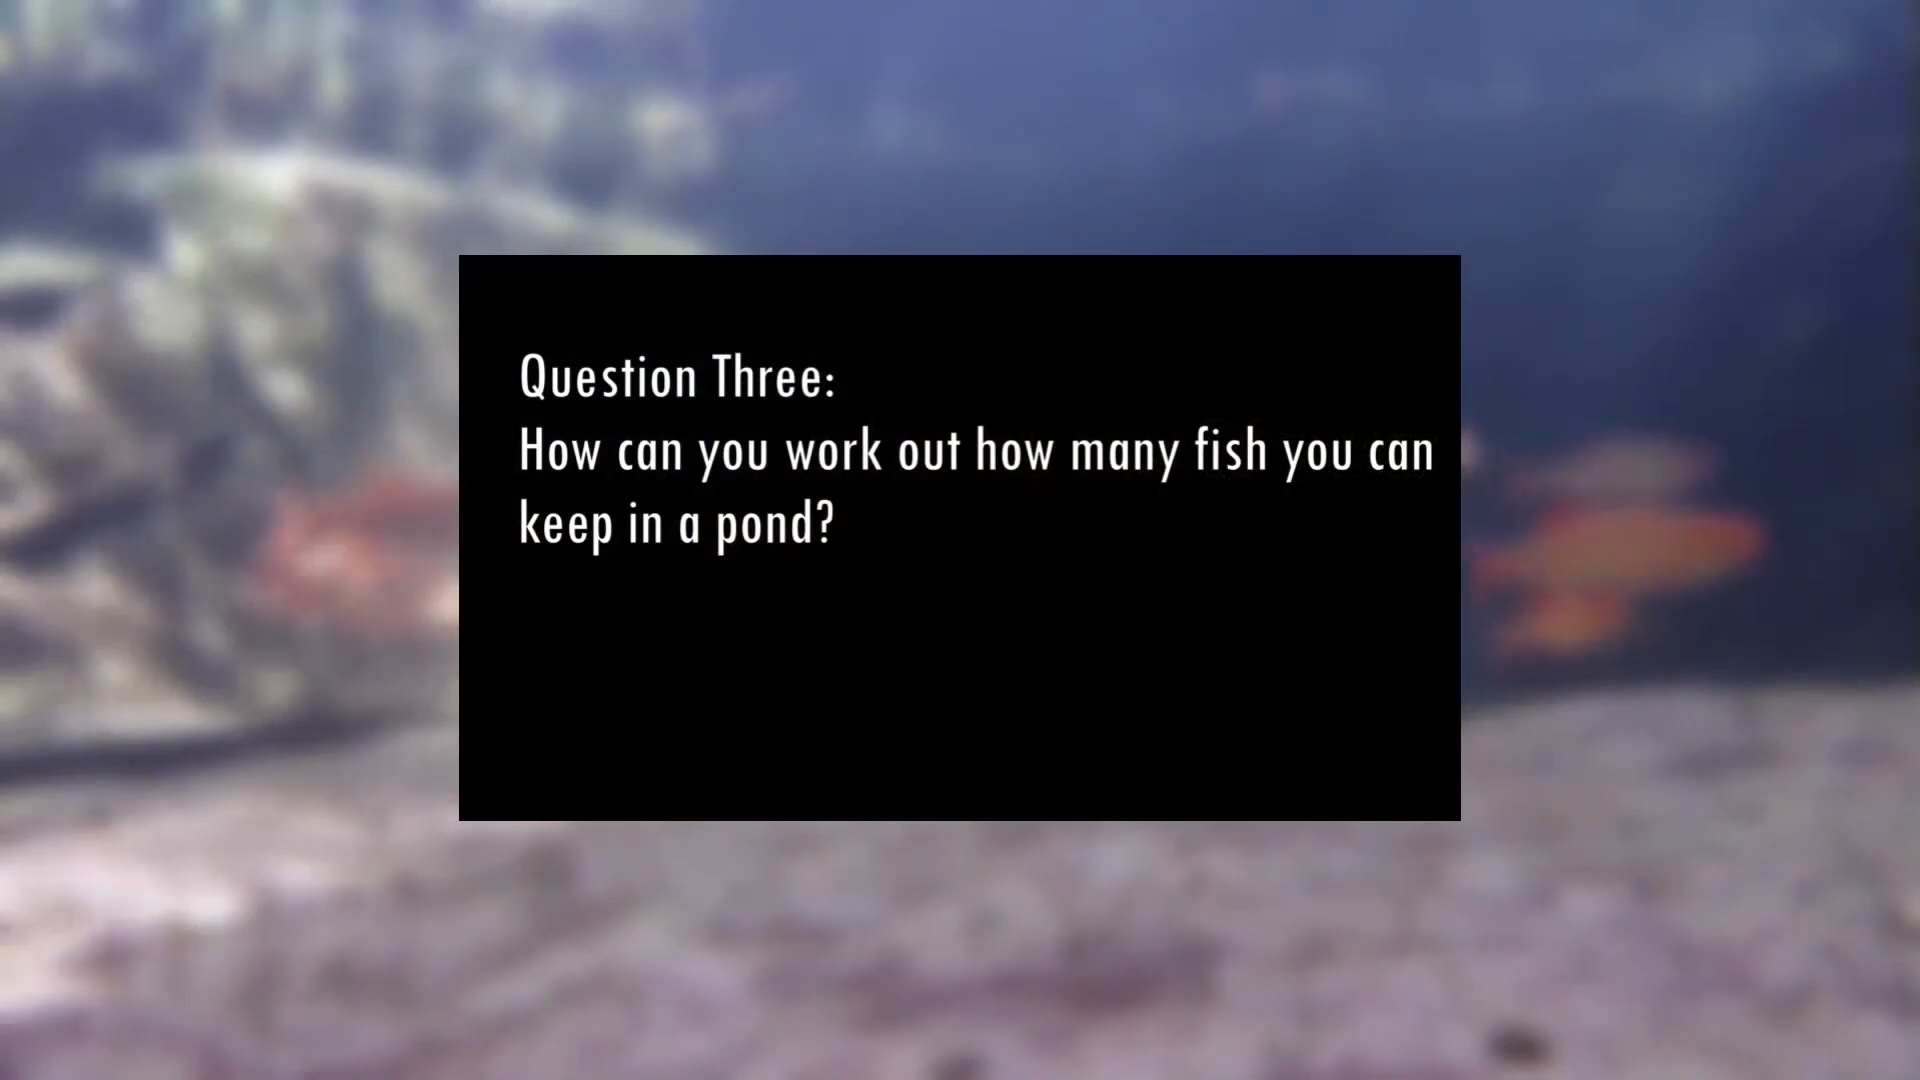 Question Three:
How can you work out how many fish you can
keep in a pond?